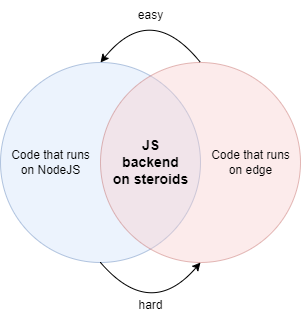 easy
Code that runs
on NodeJS
JS
backend
on steroids
Code that runs
on edge
hard